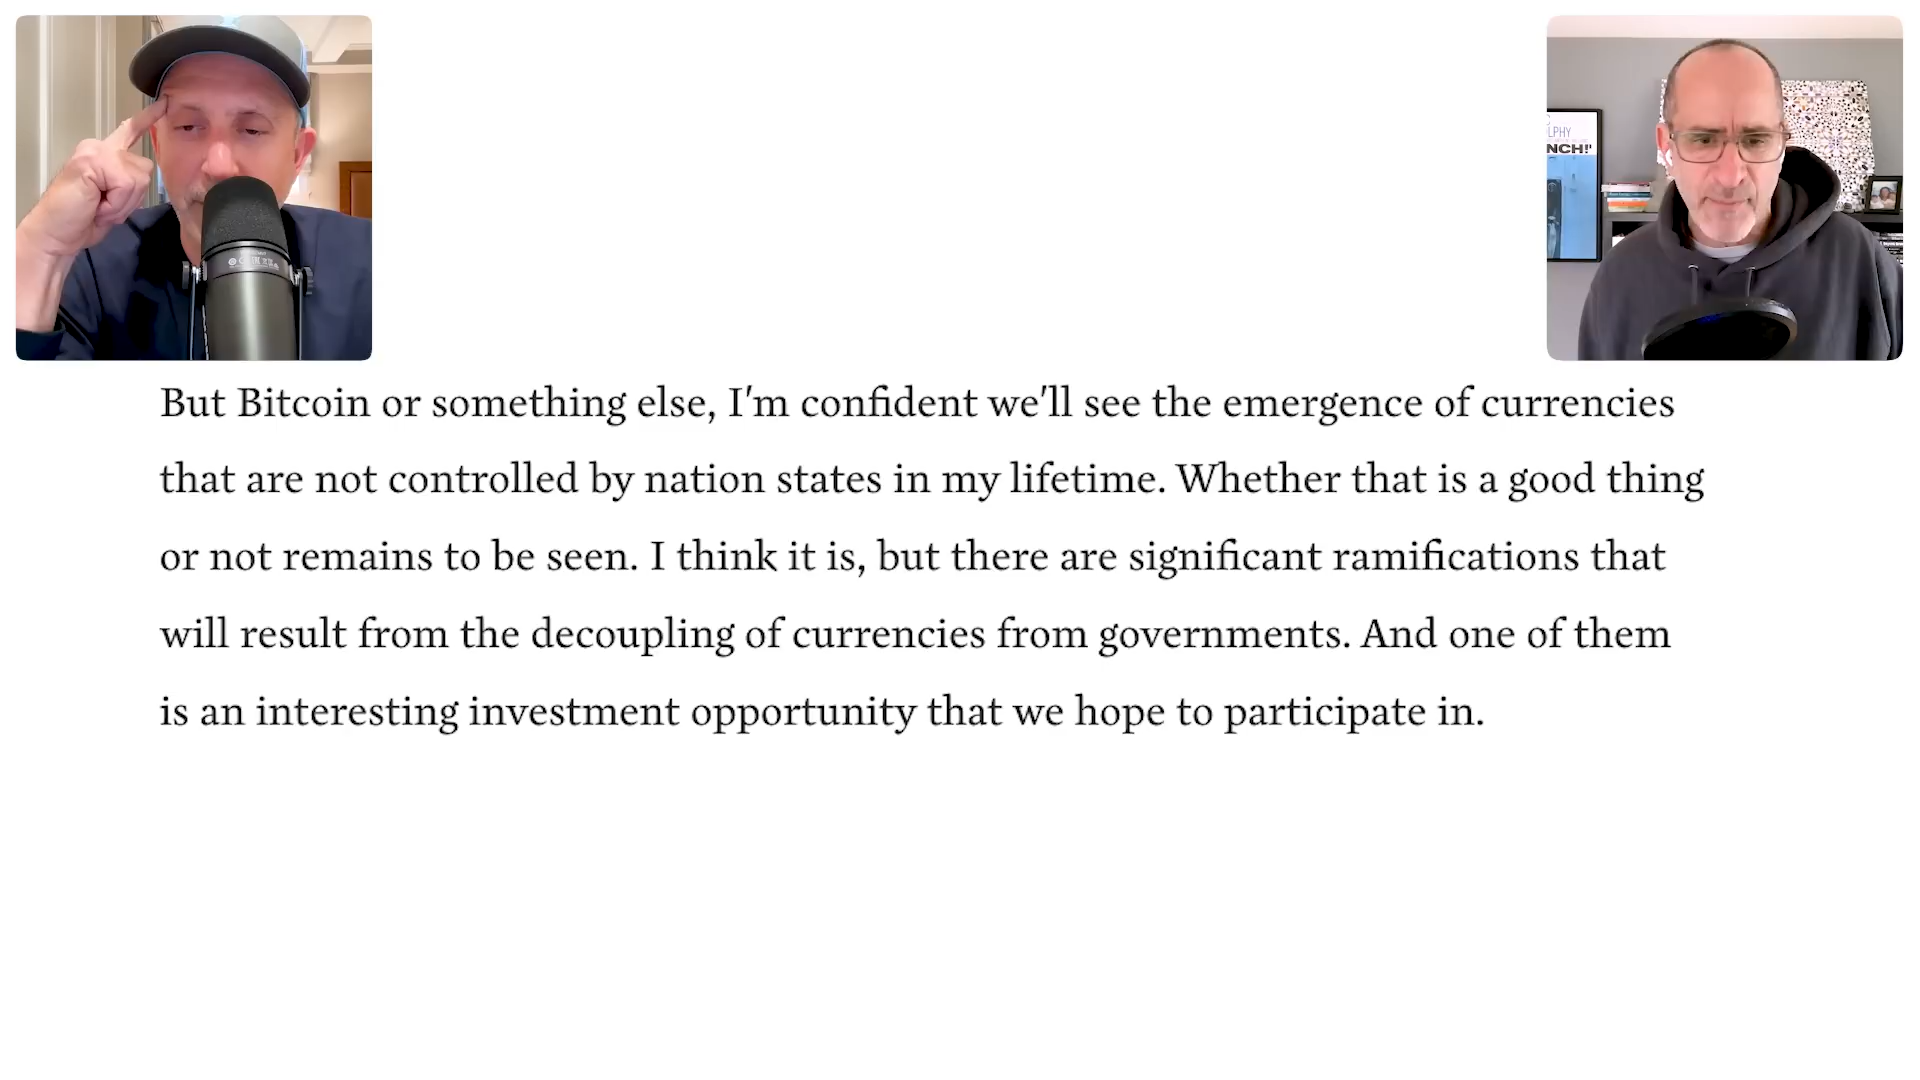 LPHY
NCH!'
But Bitcoin or something else, I'm confident we'll see the emergence of currencies
that are not controlled by nation states in my lifetime. Whether that is a good thing
or not remains to be seen. I think it is, but there are significant ramifications that
will result from the decoupling of currencies from governments. And one of them
is an interesting investment opportunity that we hope to participate in.